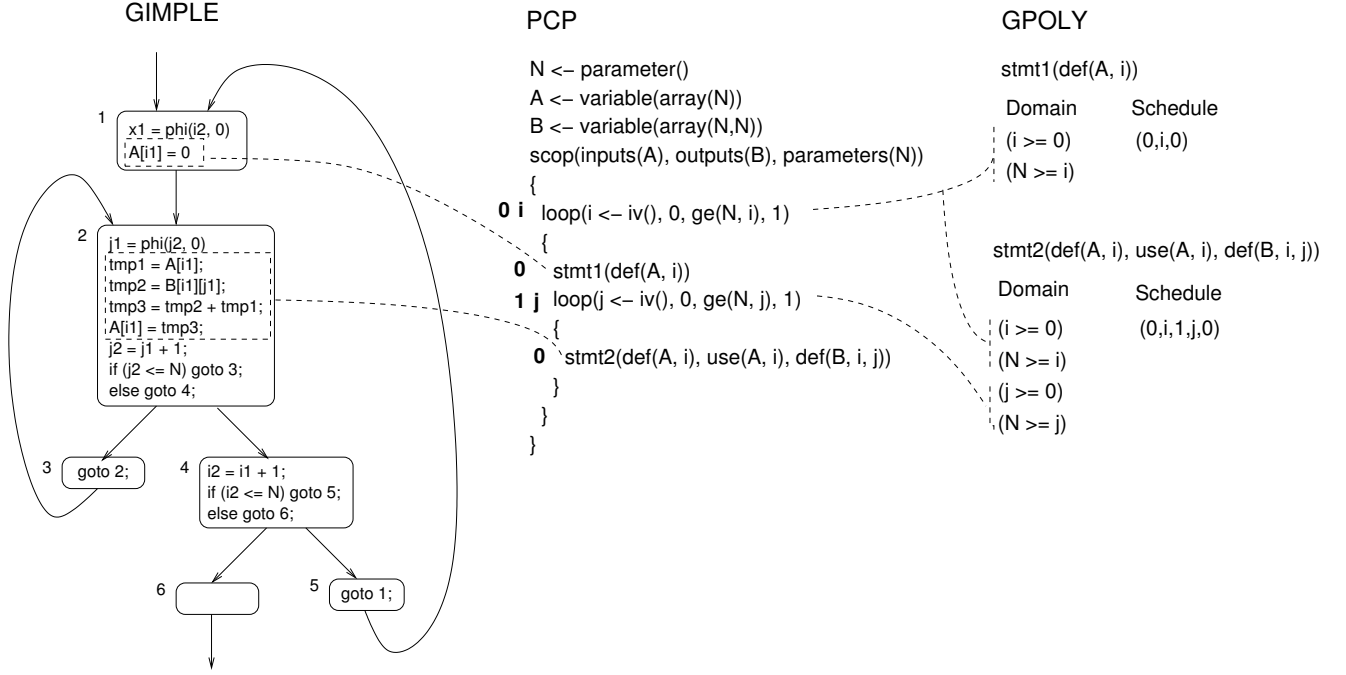 GIMPLE
1
x1 = phi(i2, 0)
A[i1] = 0
2
j1 = phi(j2, 0)
tmp1 = A[i1];
tmp2 = B[i1][j1];
tmp3 = tmp2 + tmp1;
A[i1] = tmp3;
j2 = j1 + 1;
if (j2 <= N) goto 3;
else goto 4;
3
goto 2;
4
i2 = i1 + 1;
if (i2 <= N) goto 5;
else goto 6;
6
5
goto 1;
PCP
N <− parameter()
A <− variable(array(N))
B <− variable(array(N,N))
scop(inputs(A), outputs(B), parameters(N))
{
0 i loop(i <− iv(), 0, ge(N, i), 1)
{
0 stmt1(def(A, i))
1 j loop(j <− iv(), 0, ge(N, j), 1)
{
0 stmt2(def(A, i), use(A, i), def(B, i, j))
}
}
}
GPOLY
stmt1(def(A, i))
Domain Schedule
(i >= 0) (0,i,0)
(N >= i)
stmt2(def(A, i), use(A, i), def(B, i, j))
Domain Schedule
(i >= 0) (0,i,1,j,0)
(N >= i)
(j >= 0)
(N >= j)